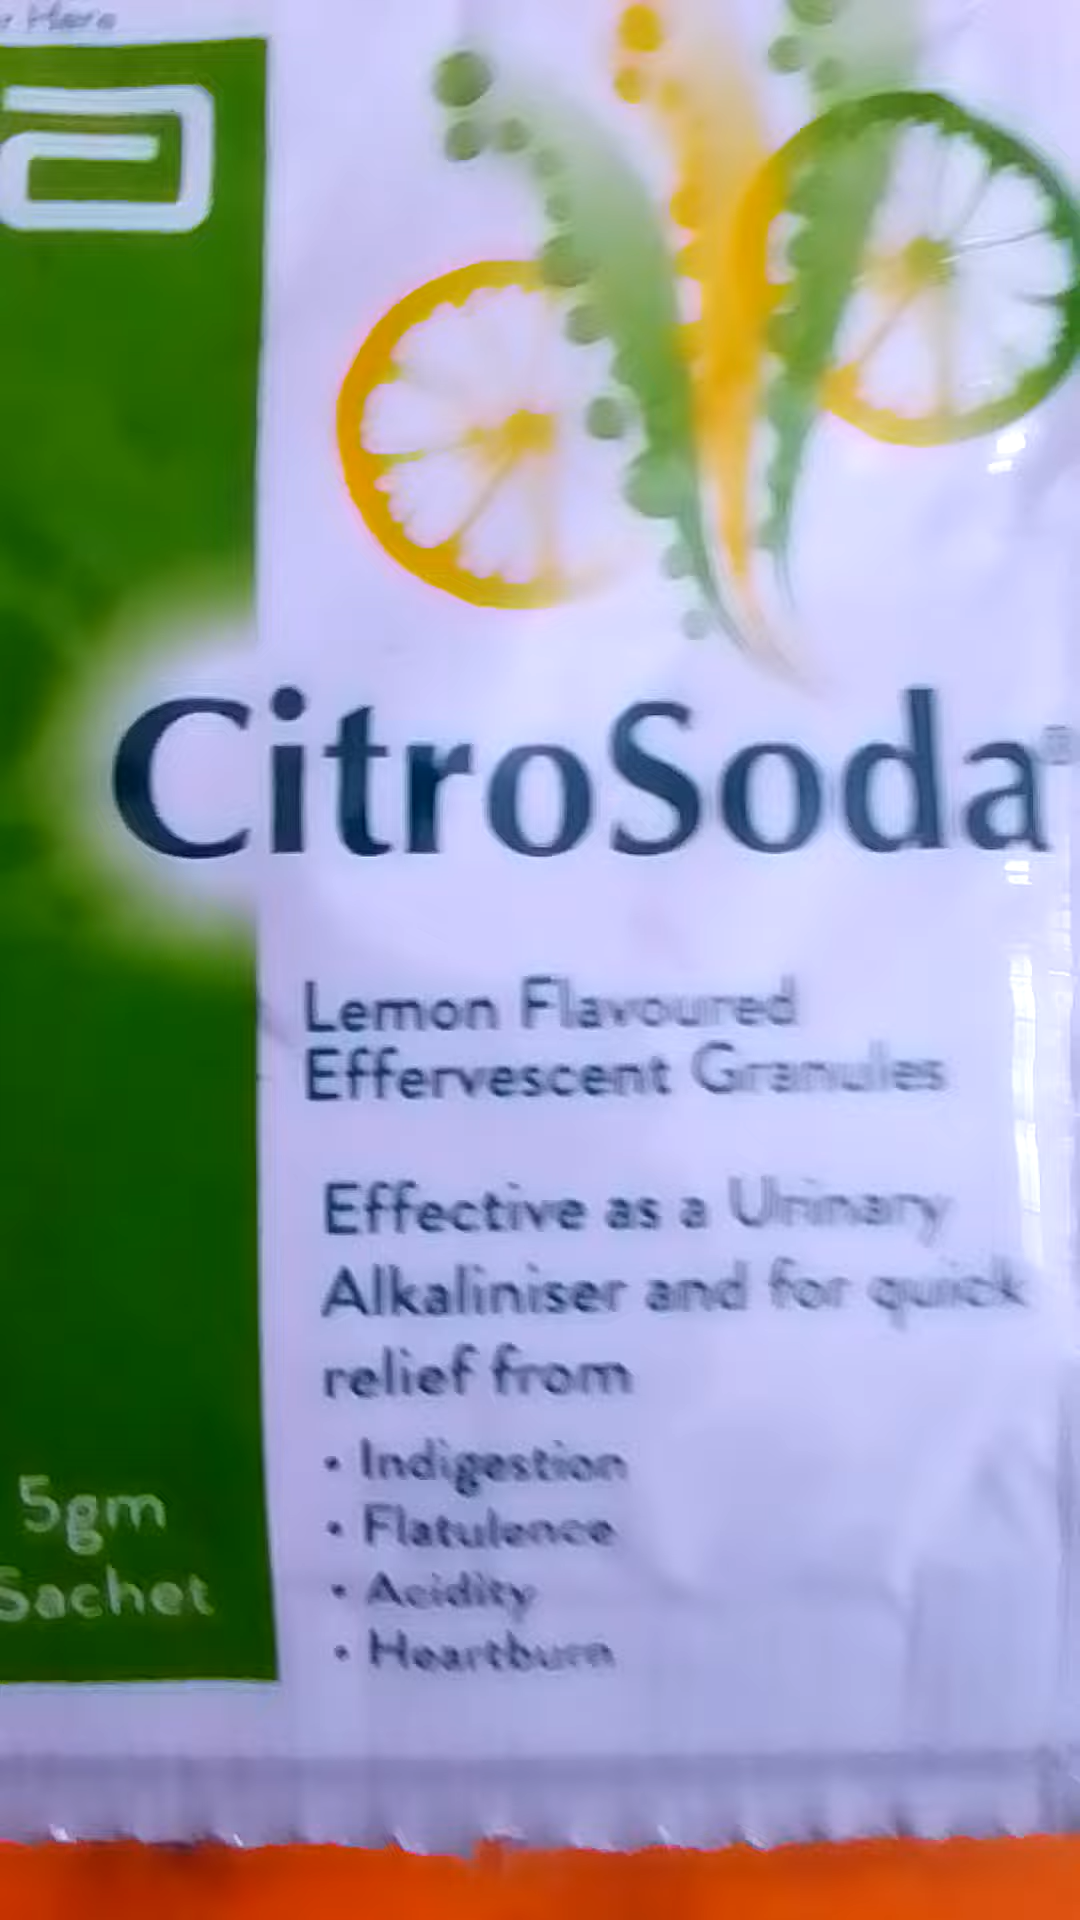 Here
CitroSoda®
Lemon Flavoured
Effervescent Granules
Effective as a Urinary
Alkaliniser and for quick
relief from
• Indigestion
• Flatulence
• Acidity
• Heartburn
5gm
Sachet